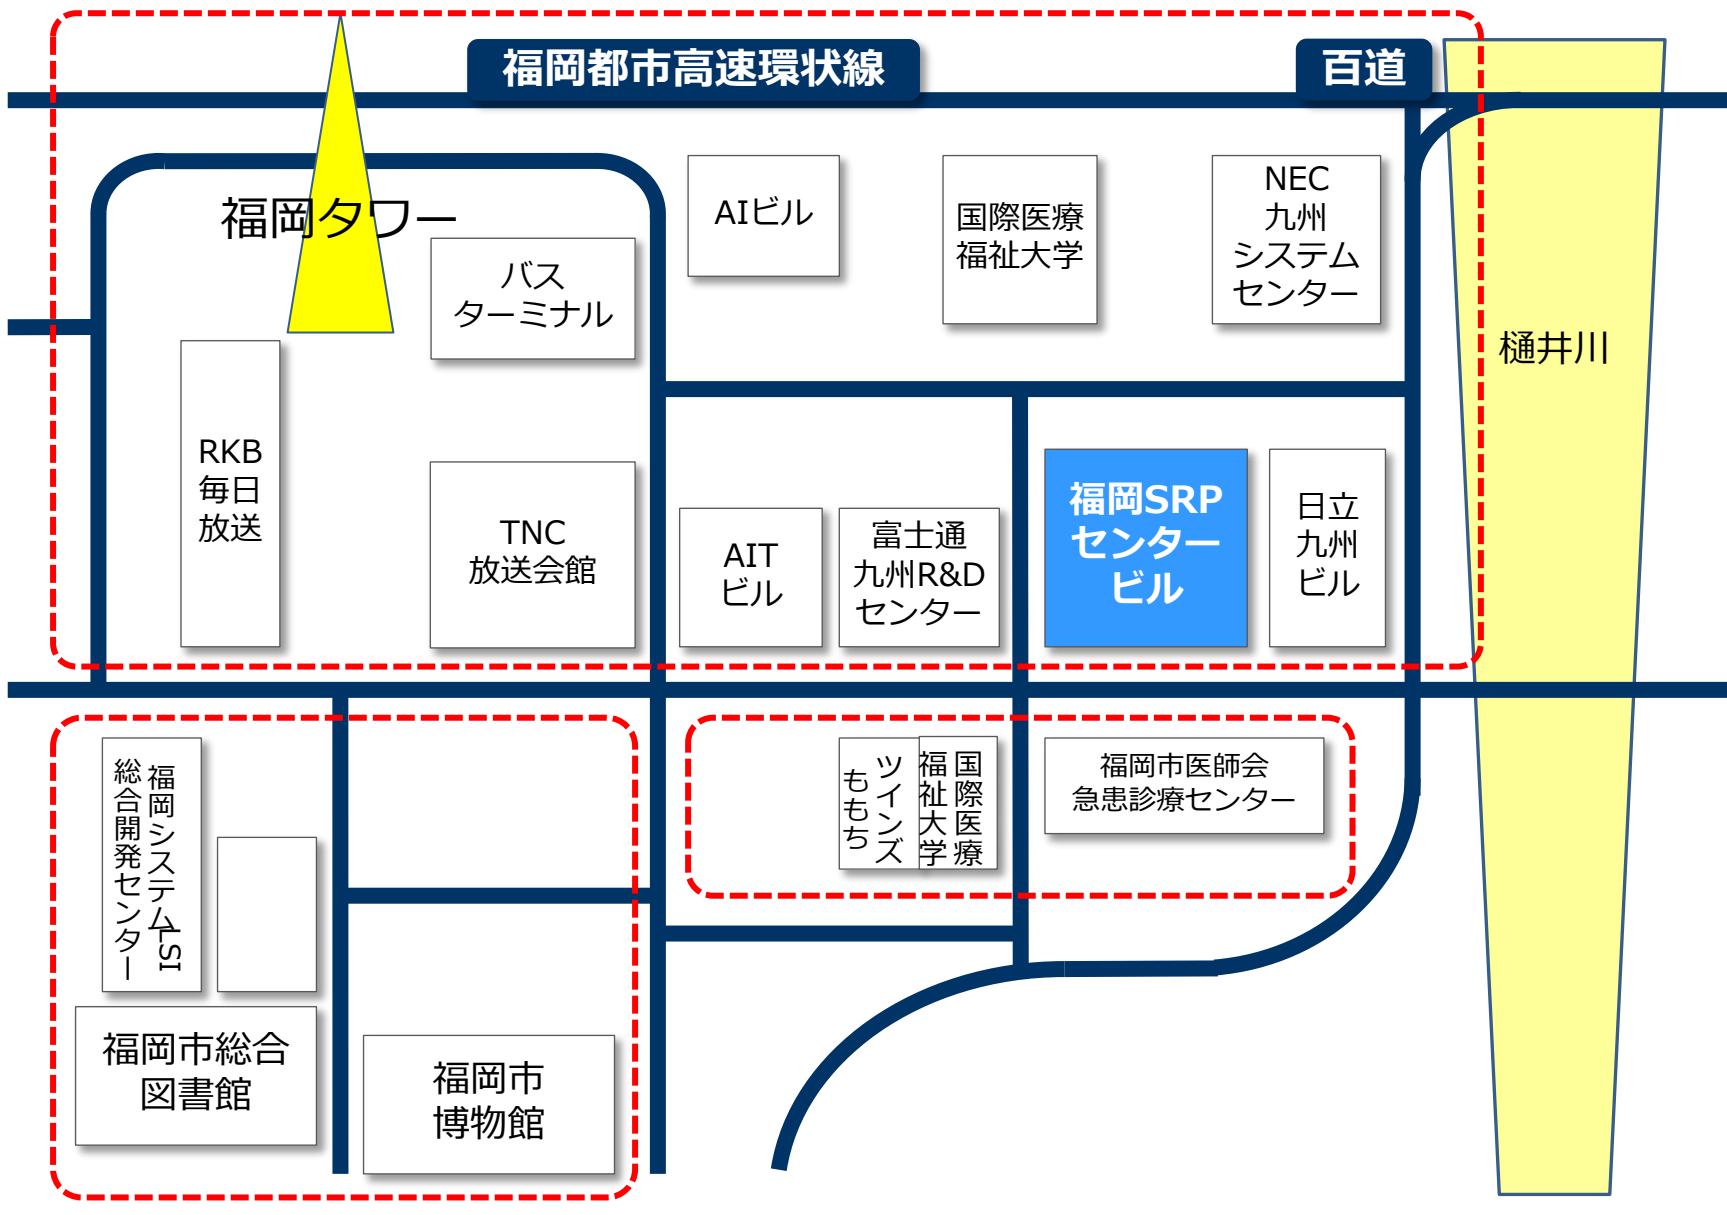 福岡都市高速環状線
百道
福岡タワー
バス
ターミナル
AIビル
国際医療
福祉大学
NEC
九州
システム
センター
樋井川
RKB
毎日
放送
TNC
放送会館
AIT
ビル
富士通
九州R&D
センター
福岡SRP
センター
ビル
日立
九州
ビル
福岡システムLSI
総合開発センター
ツインズ
ももち
国際医療
福祉大学
福岡市医師会
急患診療センター
福岡市総合
図書館
福岡市
博物館